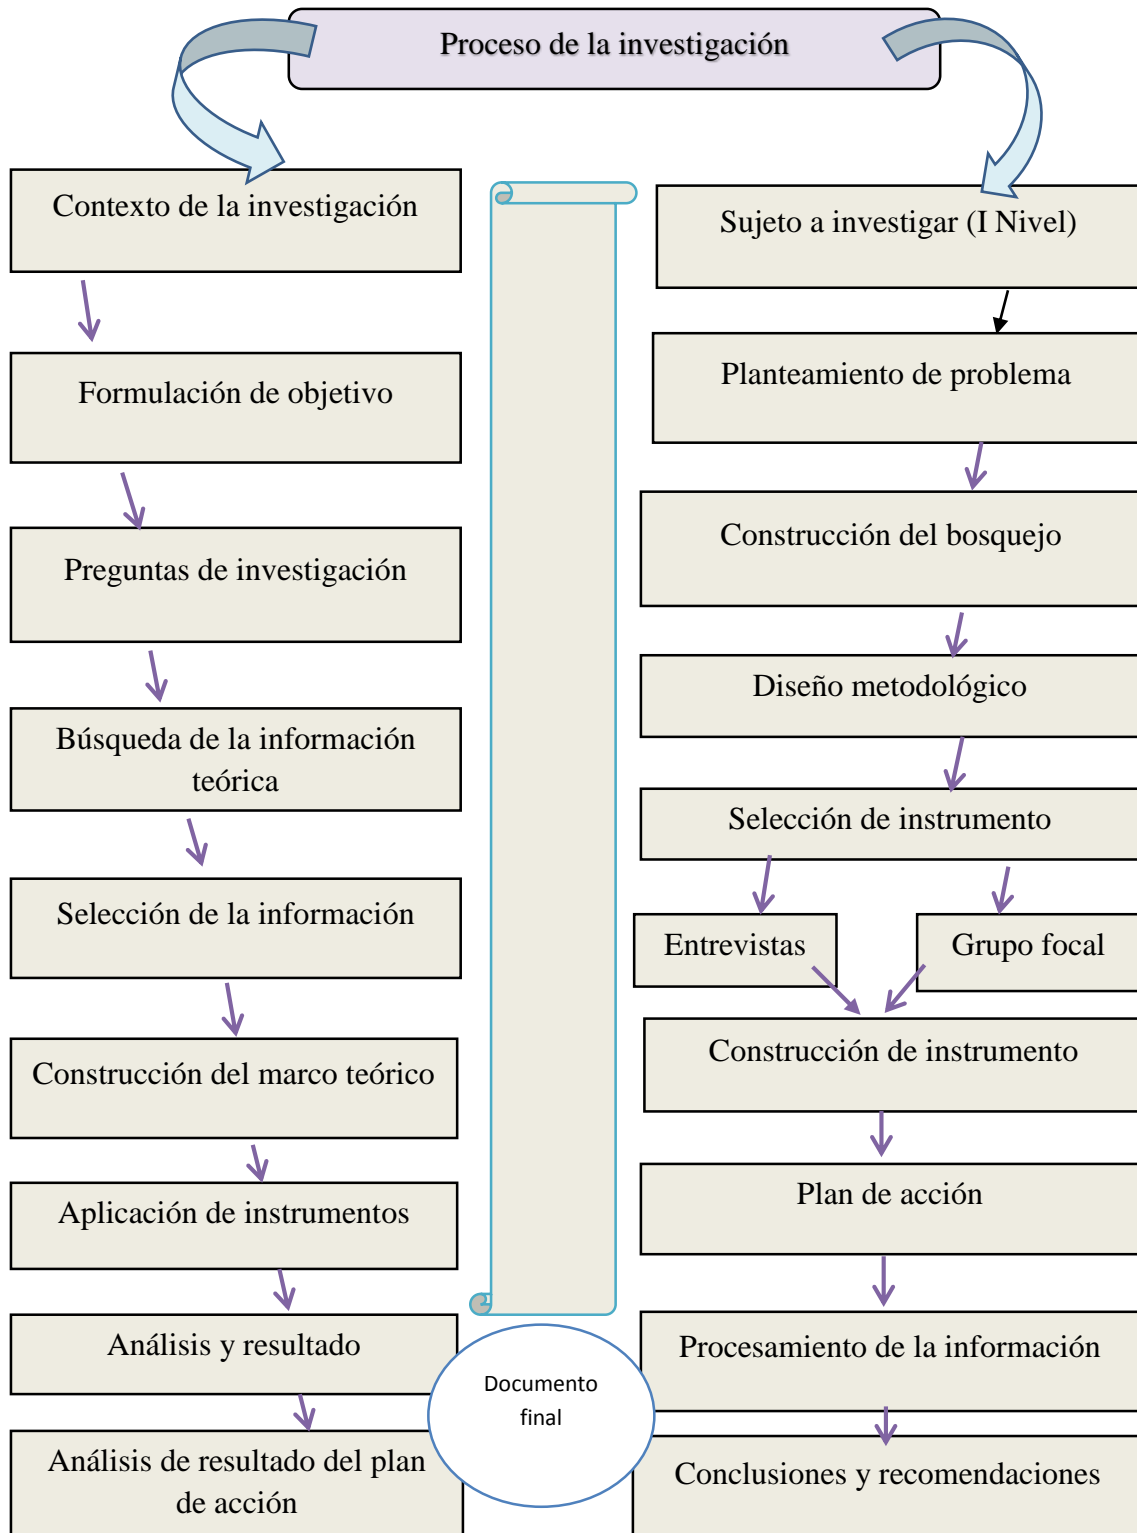 Proceso de la investigación
Contexto de la investigación
Formulación de objetivo
Preguntas de investigación
Búsqueda de la información
teórica
Selección de la información
Construcción del marco teórico
Aplicación de instrumentos
Análisis y resultado
Análisis de resultado del plan
de acción
Sujeto a investigar (I Nivel)
Planteamiento de problema
Construcción del bosquejo
Diseño metodológico
Selección de instrumento
Entrevistas
Grupo focal
Construcción de instrumento
Plan de acción
Procesamiento de la información
Conclusiones y recomendaciones
Documento
final